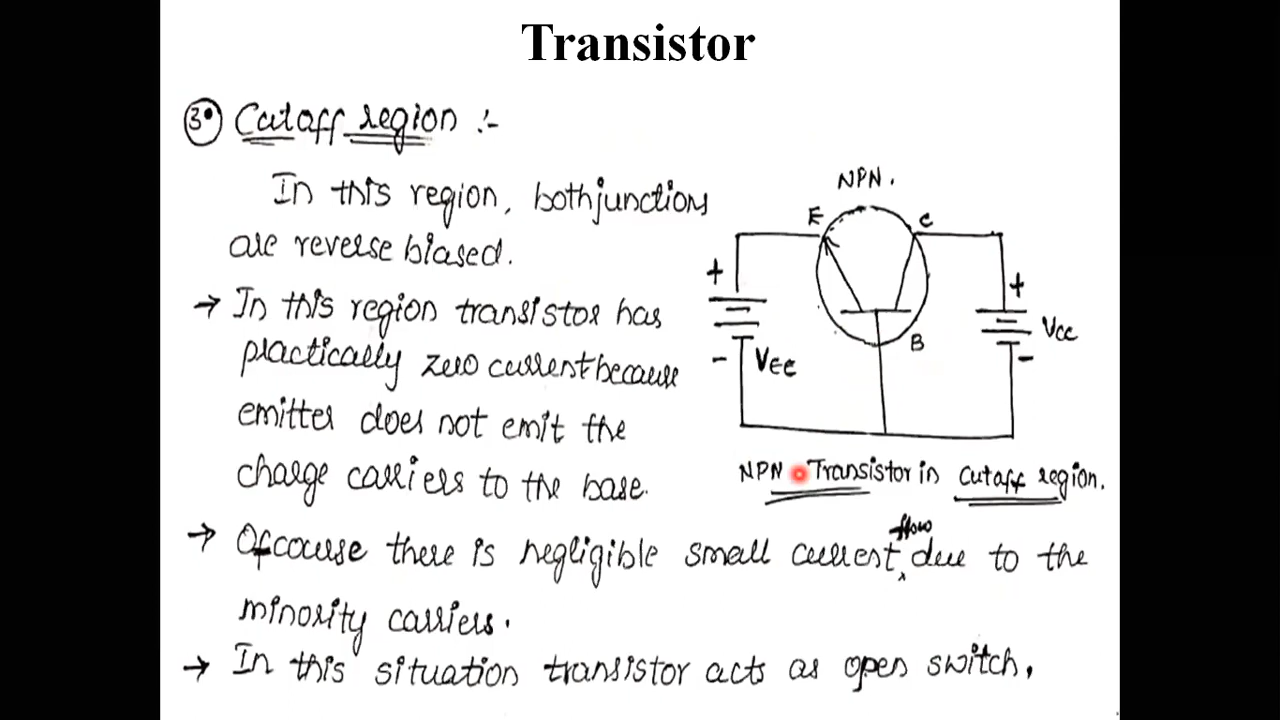 Transistor
3. Cutoff region :-
In this region, both junctions
are reverse biased.
→ In this region transistor has
practically zero current because
emitter does not emit the
charge carriers to the base.
NPN.
E
C
B
+
-
VEE
+
-
Vcc
NPN Transistor in Cutoff region.
→ Ofcourse there is negligible small current flow due to the
minority carriers.
→ In this situation transistor acts as open switch.